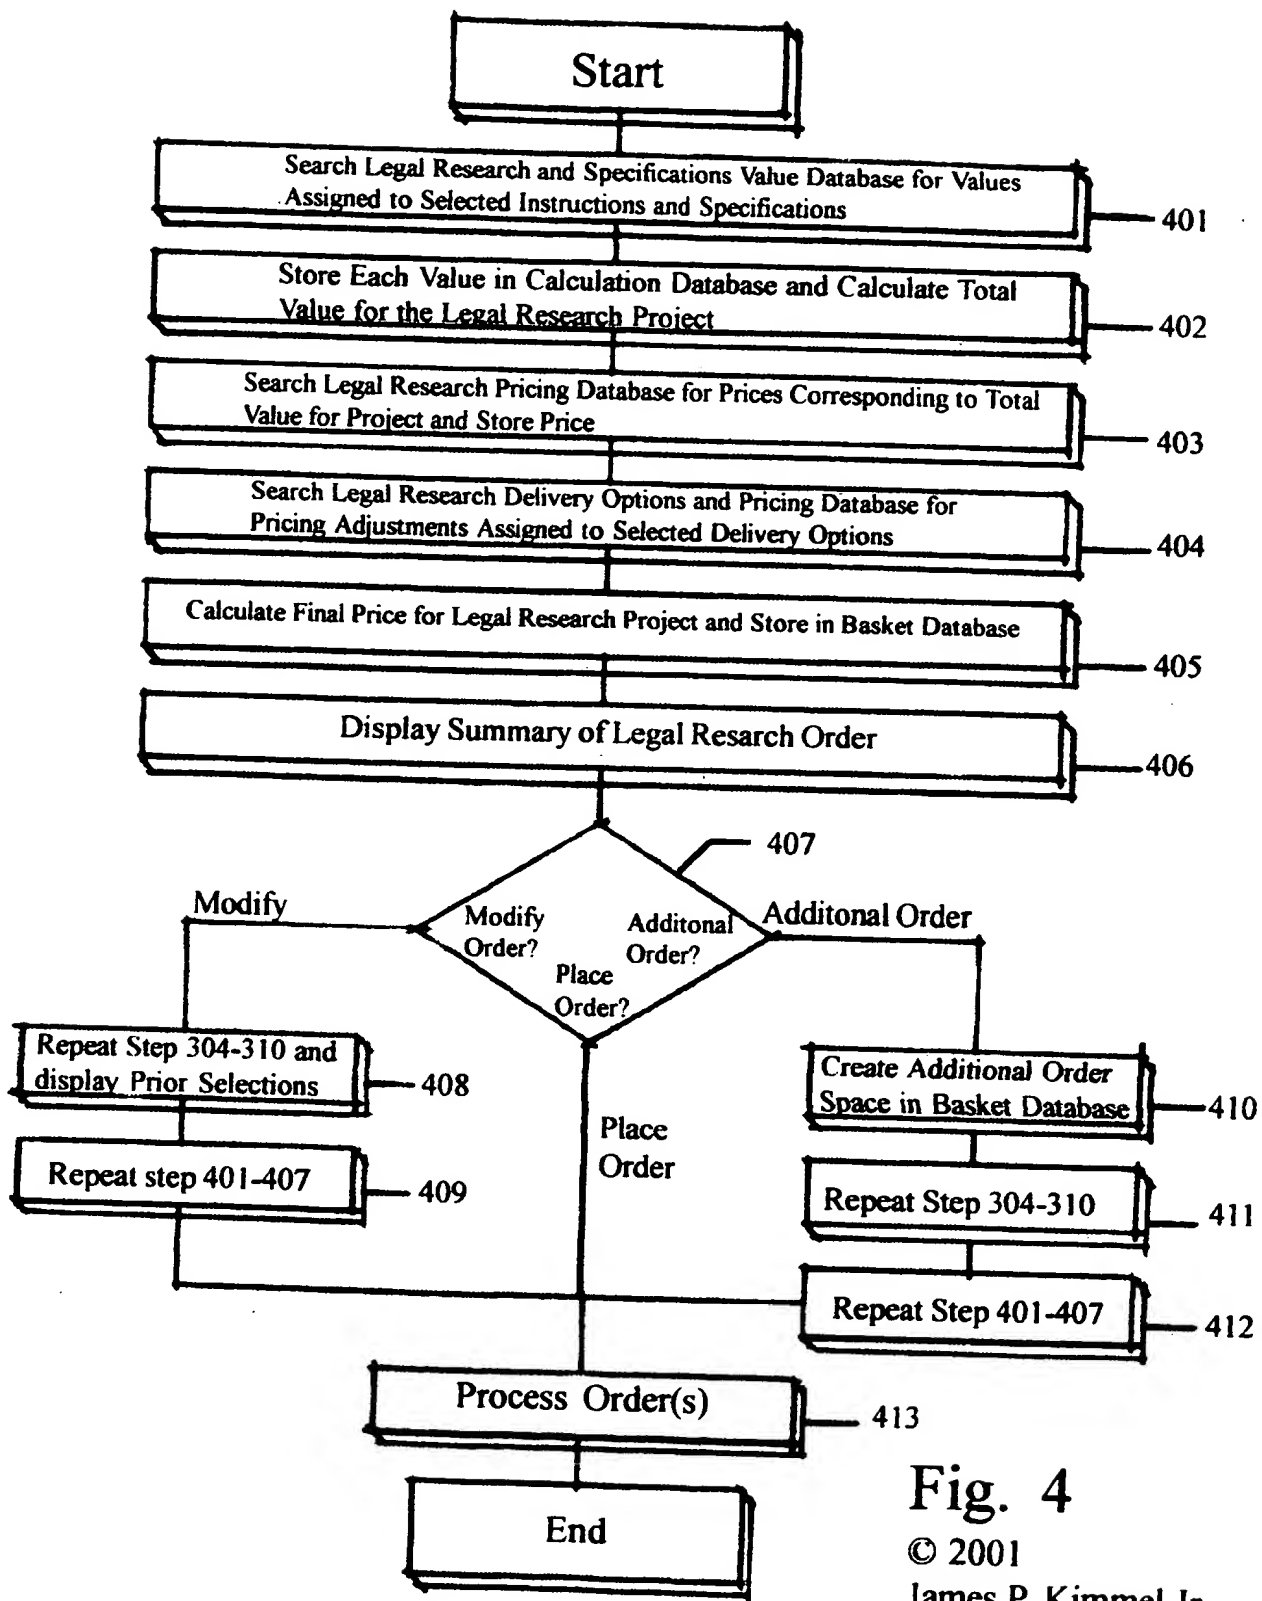 Start
Search Legal Research and Specifications Value Database for Values
Assigned to Selected Instructions and Specifications
401
Store Each Value in Calculation Database and Calculate Total
Value for the Legal Research Project
402
Search Legal Research Pricing Database for Prices Corresponding to Total
Value for Project and Store Price
403
Search Legal Research Delivery Options and Pricing Database for
Pricing Adjustments Assigned to Selected Delivery Options
404
Calculate Final Price for Legal Research Project and Store in Basket Database
405
Display Summary of Legal Resarch Order
406
407
Modify
Modify
Order?
Additonal
Order?
Place
Order?
Additonal Order
Repeat Step 304-310 and
display Prior Selections
408
Repeat step 401-407
409
Place
Order
Create Additional Order
Space in Basket Database
410
Repeat Step 304-310
411
Repeat Step 401-407
412
Process Order(s)
413
End
Fig. 4
© 2001
James P. Kimmel Jr.